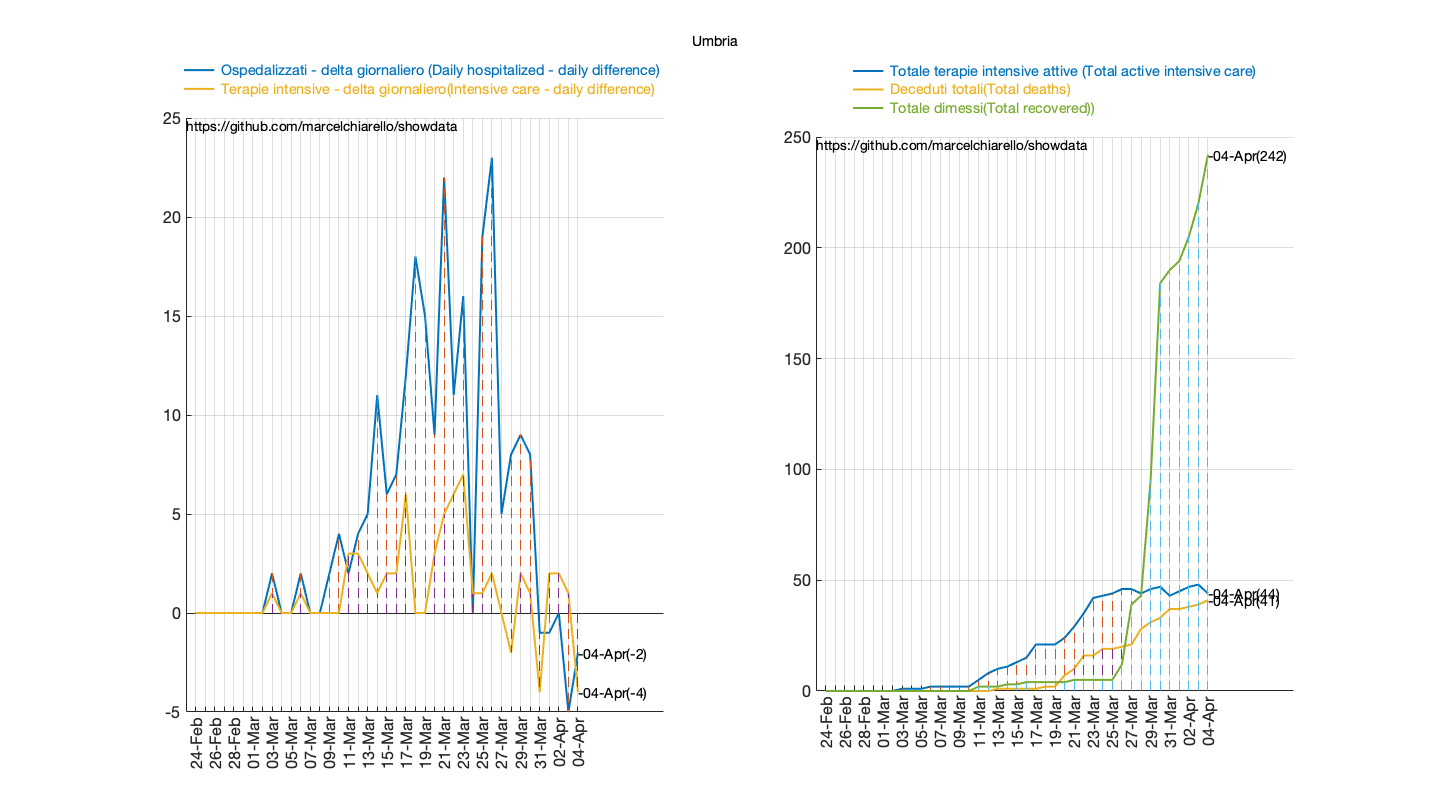 Umbria
Ospedalizzati - delta giornaliero (Daily hospitalized - daily difference)
Terapie intensive - delta giornaliero(Intensive care - daily difference)
25
https://github.com/marcelchiarello/showdata
20
15
10
5
0
-5
-04-Apr(-2)
-04-Apr(-4)
24-Feb
26-Feb
28-Feb
01-Mar
03-Mar
05-Mar
07-Mar
09-Mar
11-Mar
13-Mar
15-Mar
17-Mar
19-Mar
21-Mar
23-Mar
25-Mar
27-Mar
29-Mar
31-Mar
02-Apr
04-Apr
Totale terapie intensive attive (Total active intensive care)
Deceduti totali(Total deaths)
Totale dimessi(Total recovered))
250
https://github.com/marcelchiarello/showdata
-04-Apr(242)
200
150
100
50
0
-04-Apr(44)
-04-Apr(41)
24-Feb
26-Feb
28-Feb
01-Mar
03-Mar
05-Mar
07-Mar
09-Mar
11-Mar
13-Mar
15-Mar
17-Mar
19-Mar
21-Mar
23-Mar
25-Mar
27-Mar
29-Mar
31-Mar
02-Apr
04-Apr